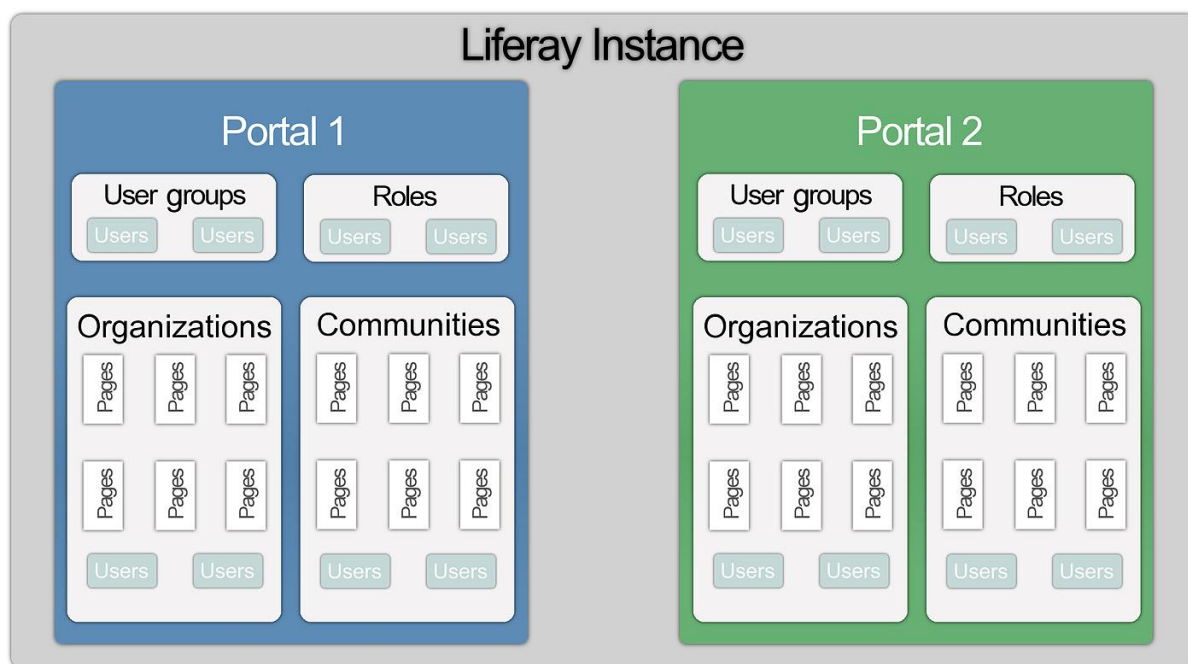 Liferay Instance
Portal 1
User groups
Users Users
Roles
Users Users
Organizations
Pages Pages Pages
Pages Pages Pages
Users Users
Communities
Pages Pages Pages
Pages Pages Pages
Users Users
Portal 2
User groups
Users Users
Roles
Users Users
Organizations
Pages Pages Pages
Pages Pages Pages
Users Users
Communities
Pages Pages Pages
Pages Pages Pages
Users Users